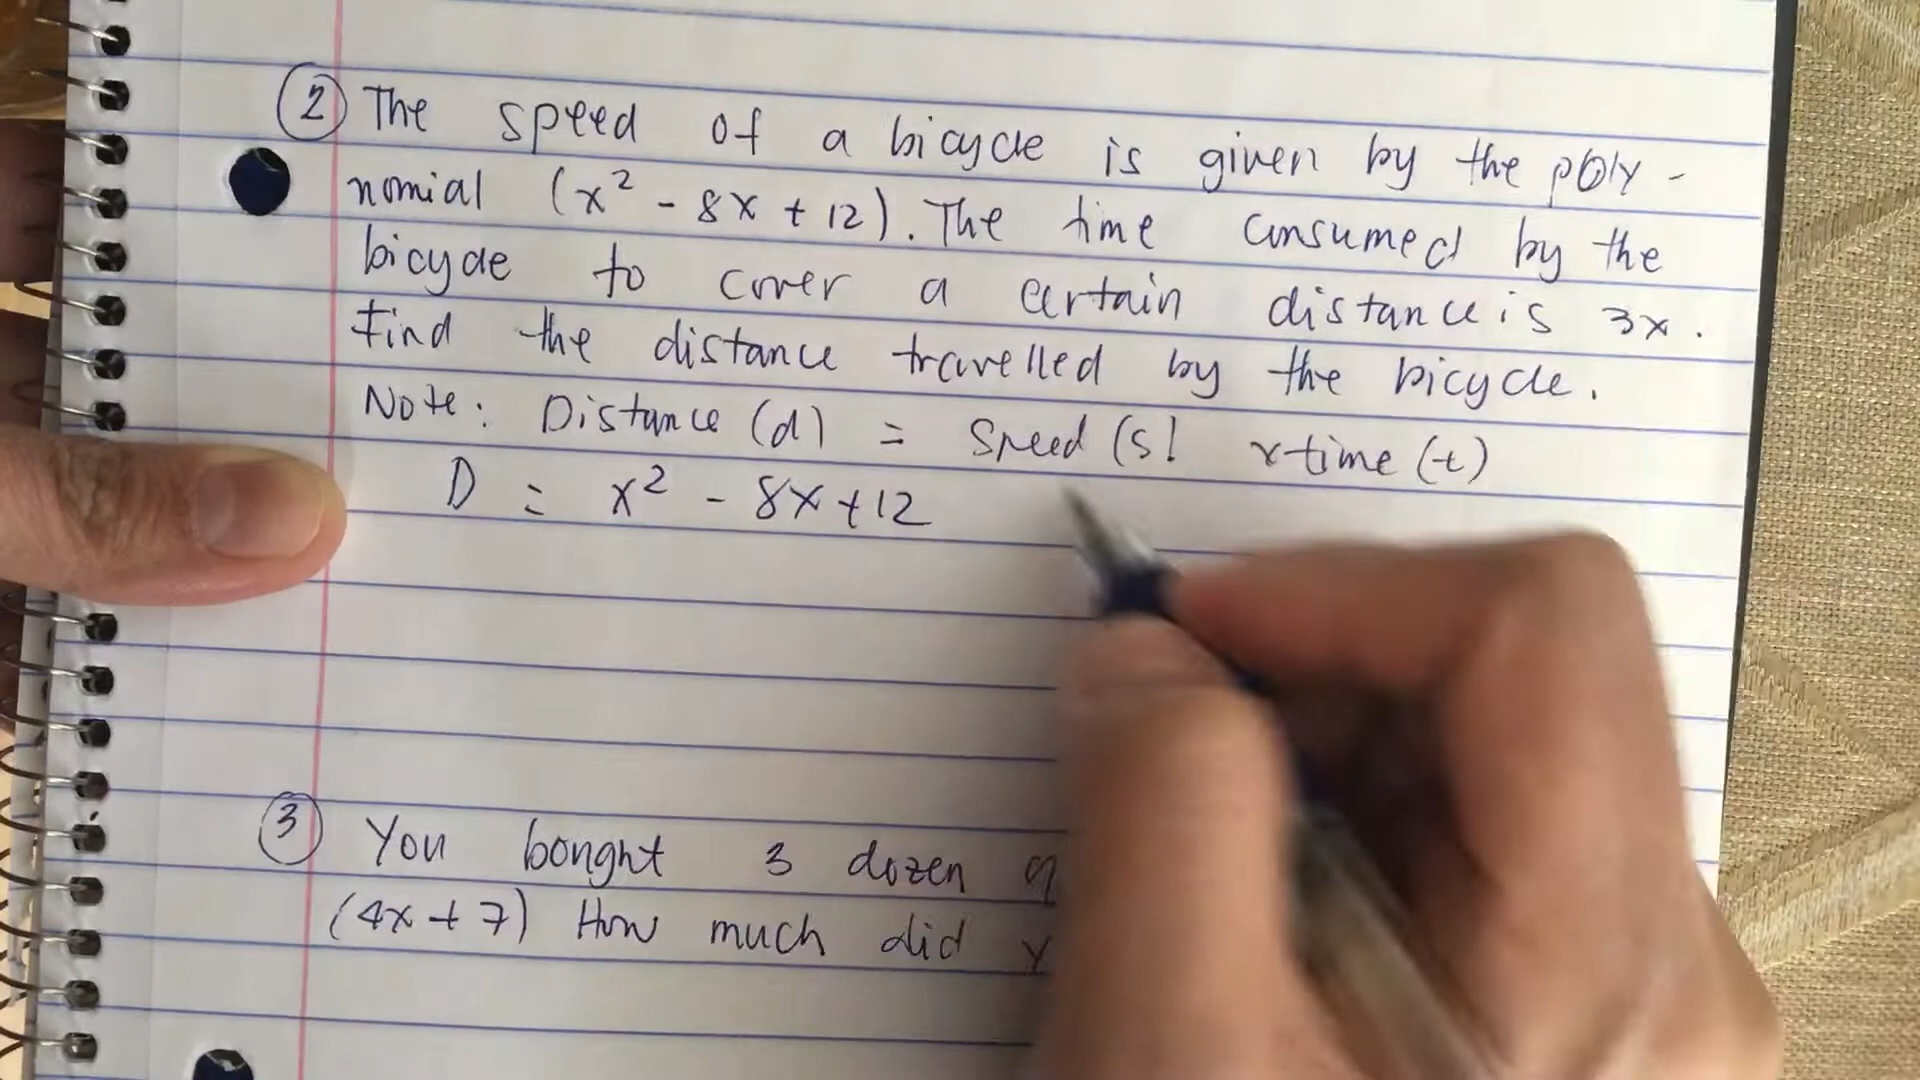 2 The speed of a bicycle is given by the poly-
nomial (x² - 8x + 12). The time consumed by the
bicycle to cover a certain distance is 3x.
Find the distance travelled by the bicycle.
Note: Distance (d) = Speed (s) x time (t)
D = x² - 8x + 12
3 You bought 3 dozen
(4x + 7) How much did